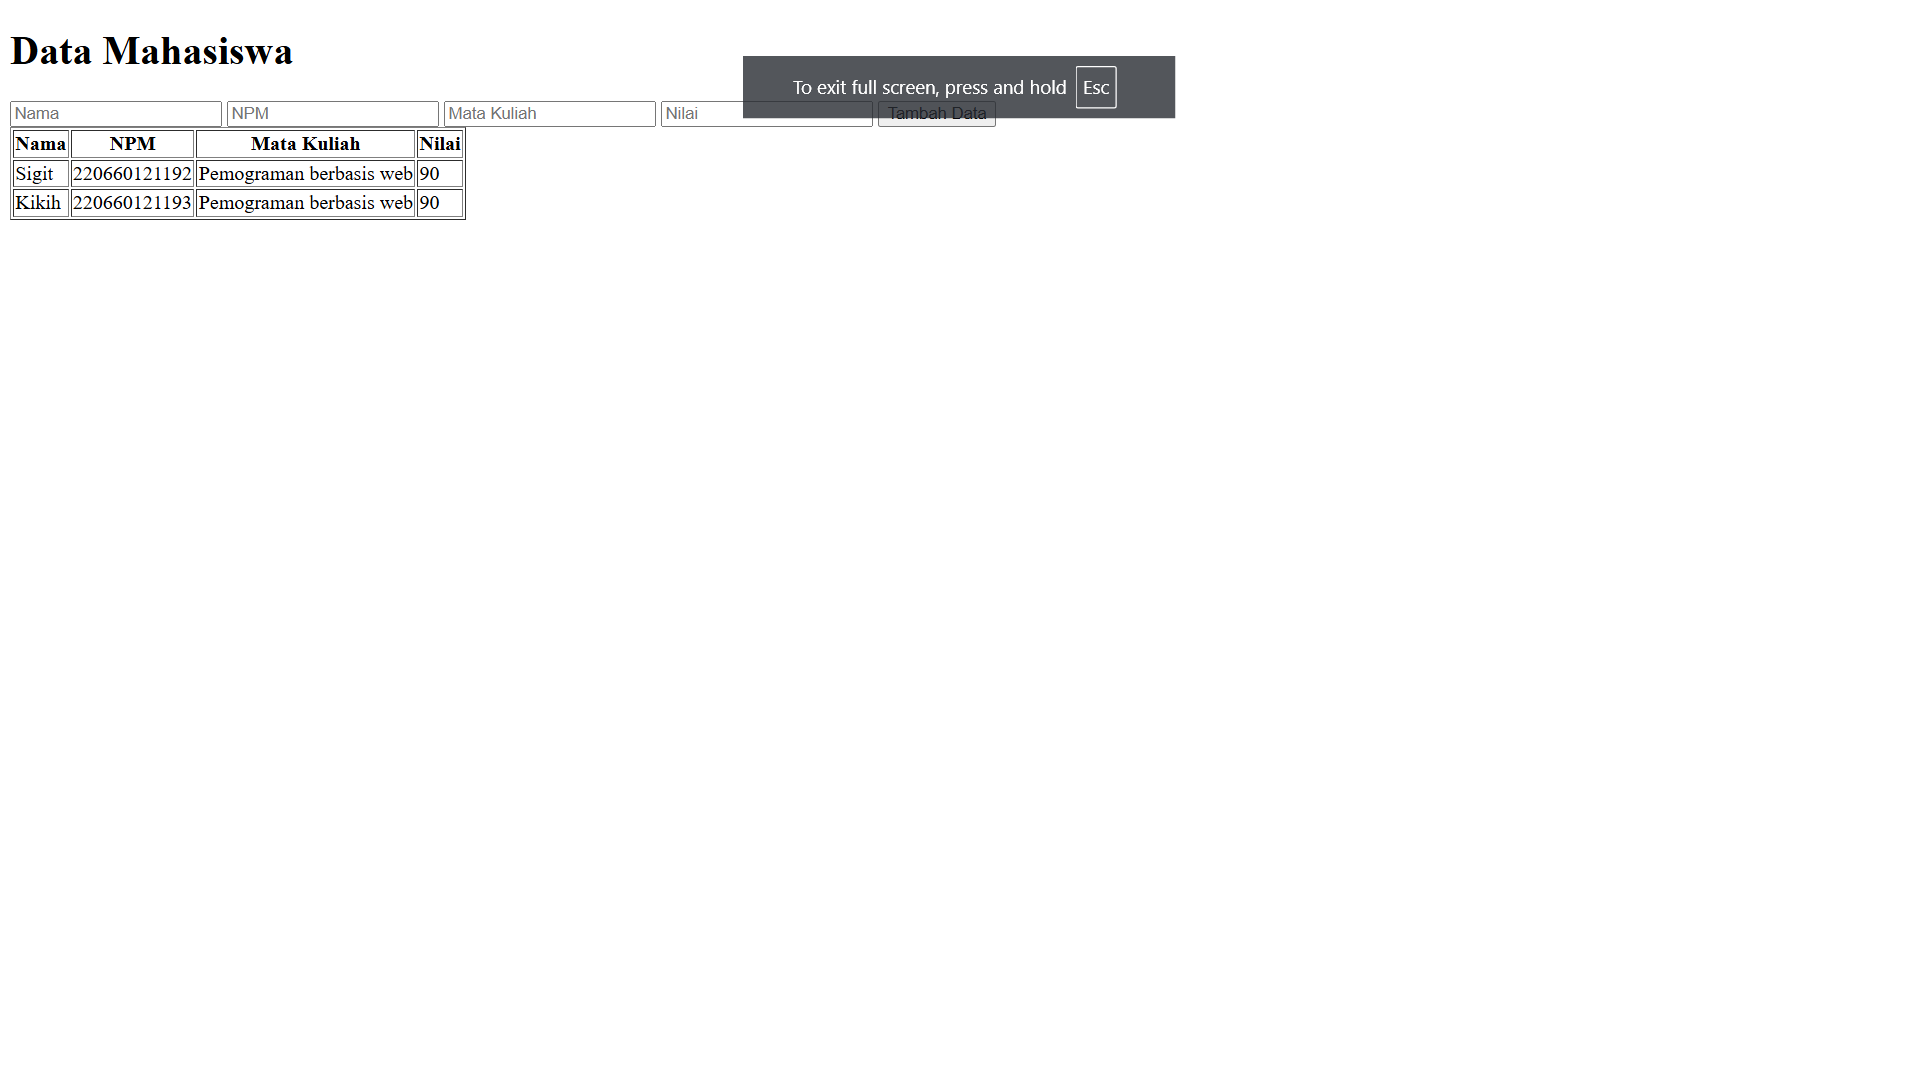 Data Mahasiswa
To exit full screen, press and hold Esc
Nama NPM Mata Kuliah Nilai Tambah Data
Nama NPM Mata Kuliah Nilai
Sigit 220660121192 Pemograman berbasis web 90
Kikih 220660121193 Pemograman berbasis web 90